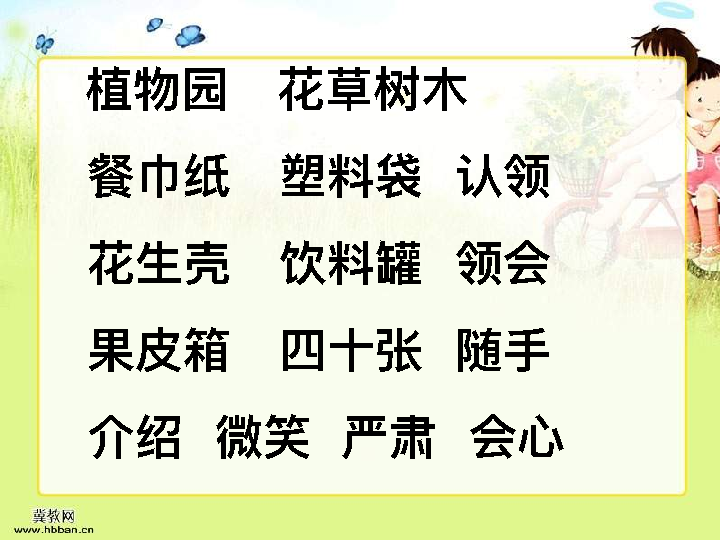 植物园 花草树木
餐巾纸 塑料袋 认领
花生壳 饮料罐 领会
果皮箱 四十张 随手
介绍 微笑 严肃 会心
冀教网
www.hbban.cn